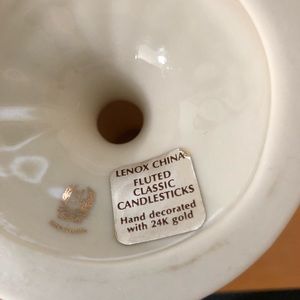 LENOX CHINA
FLUTED
CLASSIC
CANDLESTICKS
Hand decorated
with 24K gold